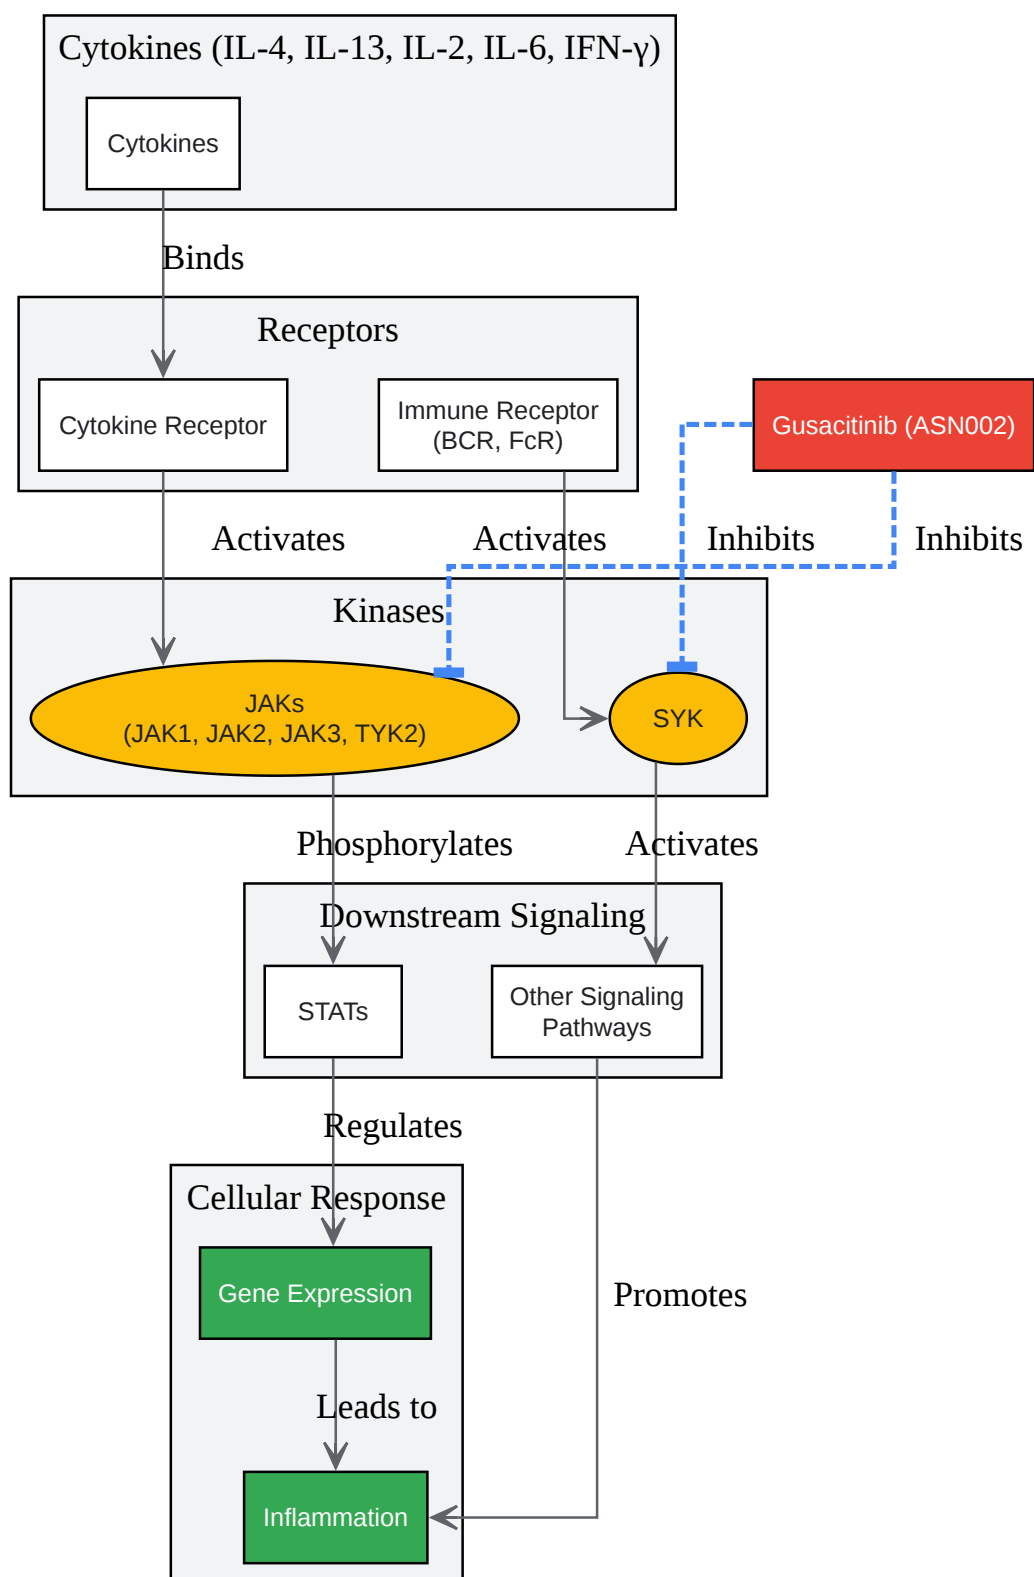 Cytokines (IL-4, IL-13, IL-2, IL-6, IFN-γ)
Cytokines
Binds
Receptors
Cytokine Receptor
Immune Receptor
(BCR, FcR)
Gusacitinib (ASN002)
Activates
Activates
Inhibits
Inhibits
Kinases
JAKs
(JAK1, JAK2, JAK3, TYK2)
SYK
Phosphorylates
Activates
Downstream Signaling
STATs
Other Signaling
Pathways
Regulates
Cellular Response
Gene Expression
Promotes
Leads to
Inflammation